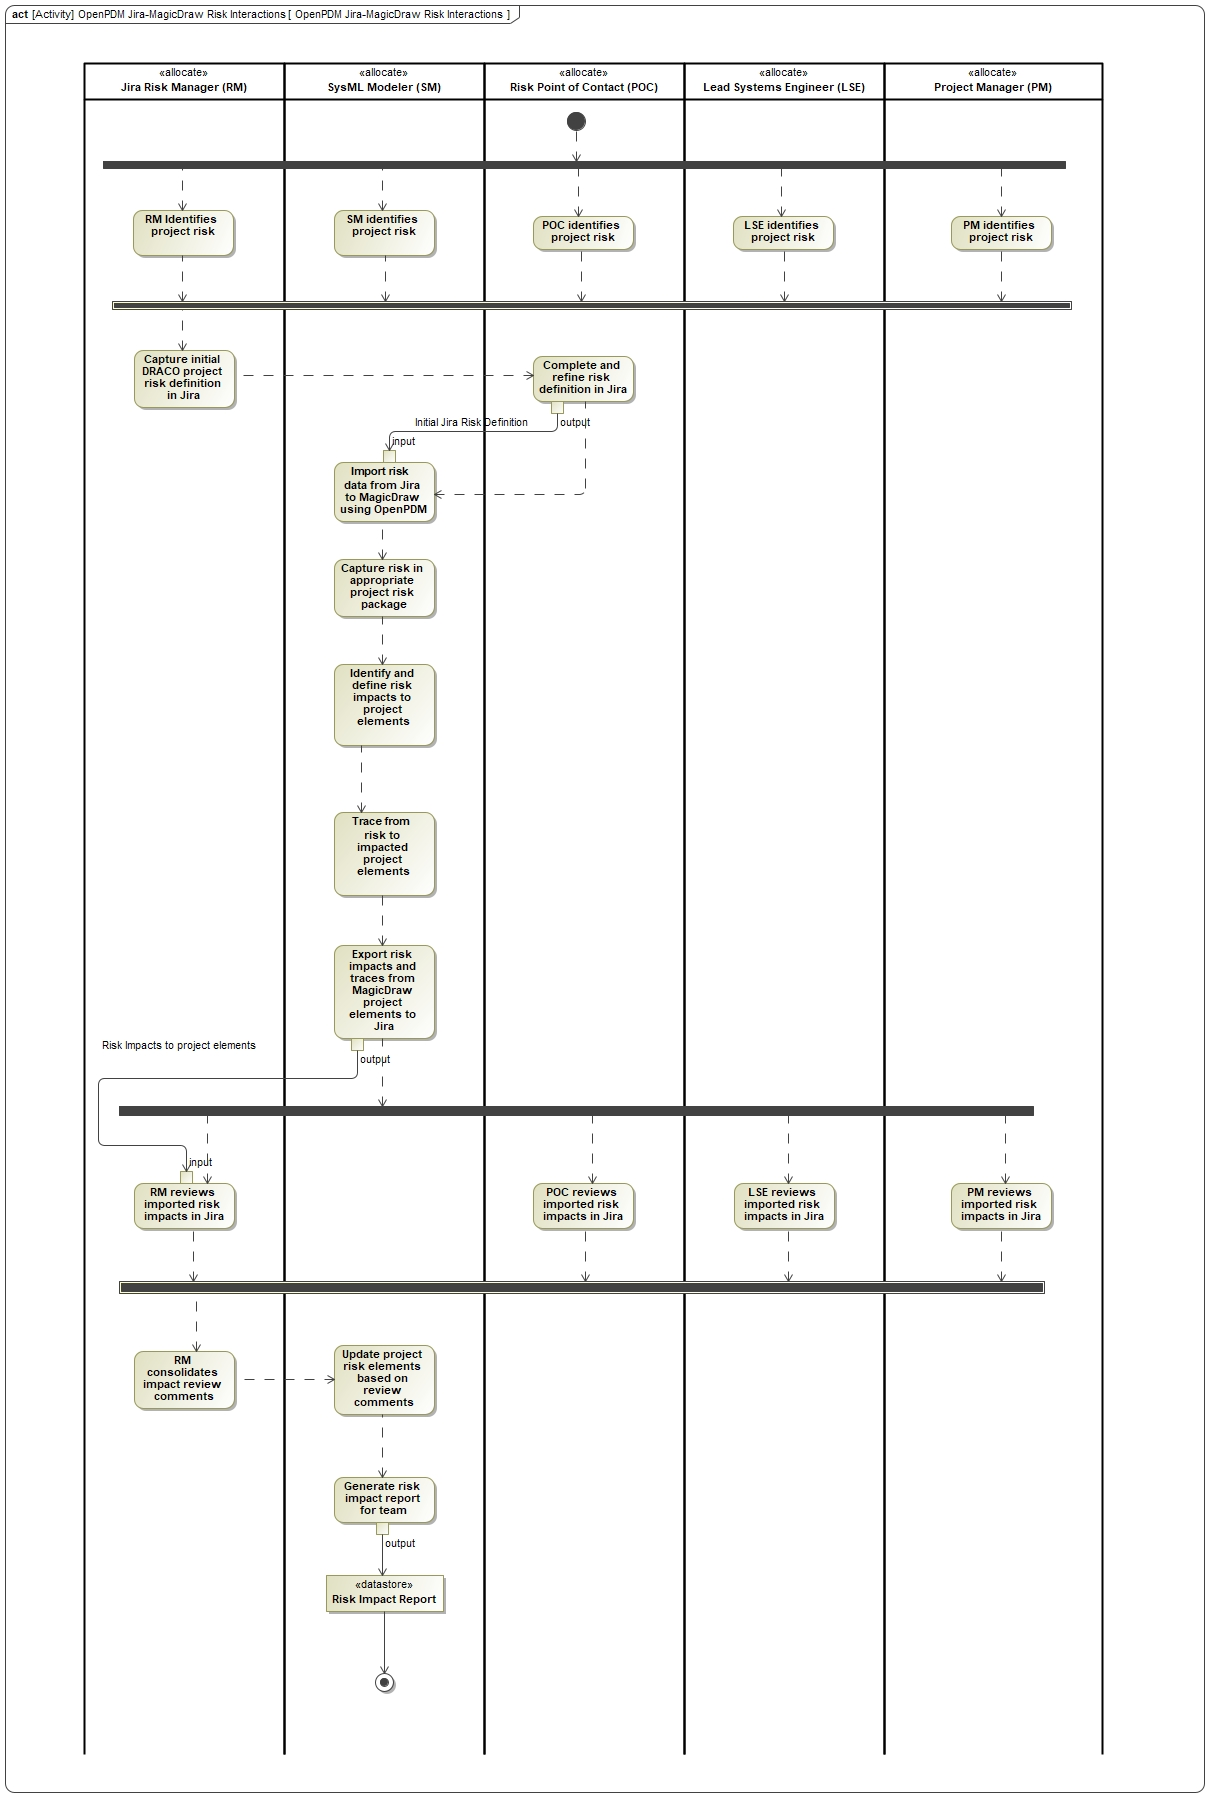 act [Activity] OpenPDM Jira-MagicDraw Risk Interactions [ OpenPDM Jira-MagicDraw Risk Interactions ]
«allocate»
Jira Risk Manager (RM)
«allocate»
SysML Modeler (SM)
«allocate»
Risk Point of Contact (POC)
«allocate»
Lead Systems Engineer (LSE)
«allocate»
Project Manager (PM)
RM Identifies
project risk
SM identifies
project risk
POC identifies
project risk
LSE identifies
project risk
PM identifies
project risk
Capture initial
DRACO project
risk definition
in Jira
Complete and
refine risk
definition in Jira
Initial Jira Risk Definition
output
input
Import risk
data from Jira
to MagicDraw
using OpenPDM
Capture risk in
appropriate
project risk
package
Identify and
define risk
impacts to
project
elements
Trace from
risk to
impacted
project
elements
Export risk
impacts and
traces from
MagicDraw
project
elements to
Jira
Risk Impacts to project elements
output
input
RM reviews
imported risk
impacts in Jira
POC reviews
imported risk
impacts in Jira
LSE reviews
imported risk
impacts in Jira
PM reviews
imported risk
impacts in Jira
RM
consolidates
impact review
comments
Update project
risk elements
based on
review
comments
Generate risk
impact report
for team
output
«datastore»
Risk Impact Report